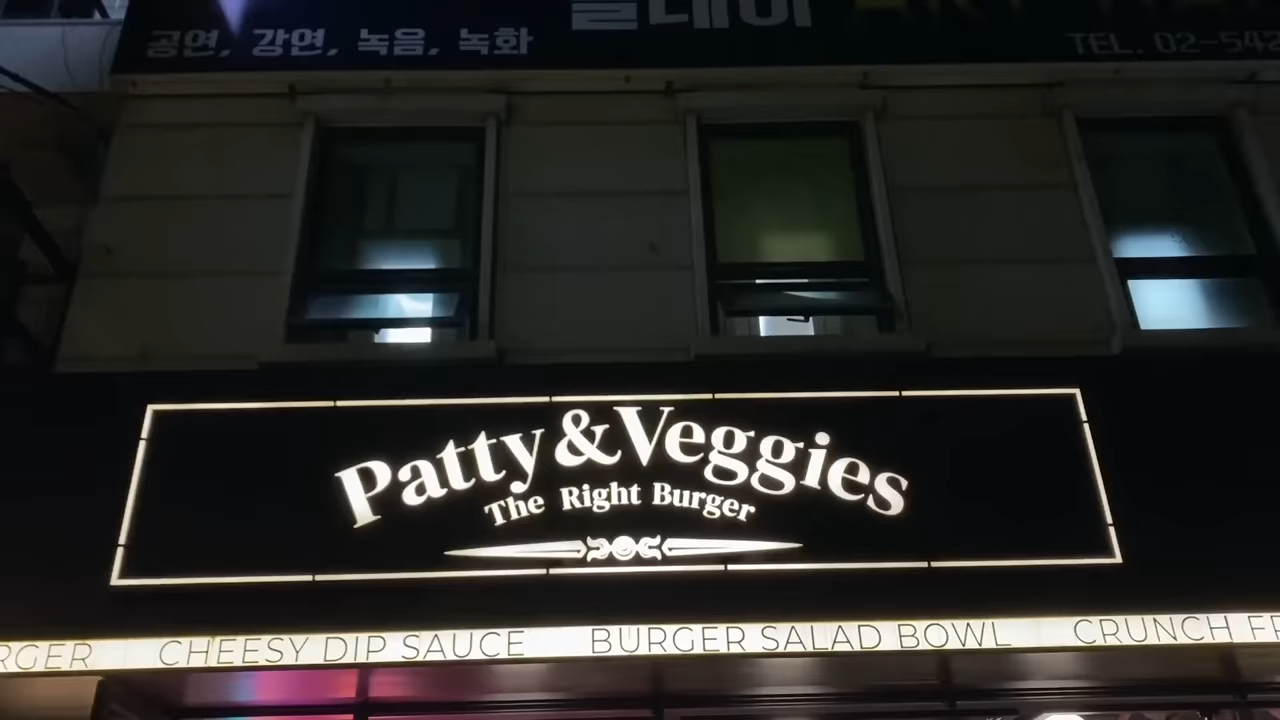 공연, 강연, 녹음, 녹화
TEL. 02-542
Patty&Veggies
The Right Burger
CHEESY DIP SAUCE
BURGER SALAD BOWL
CRUNCH